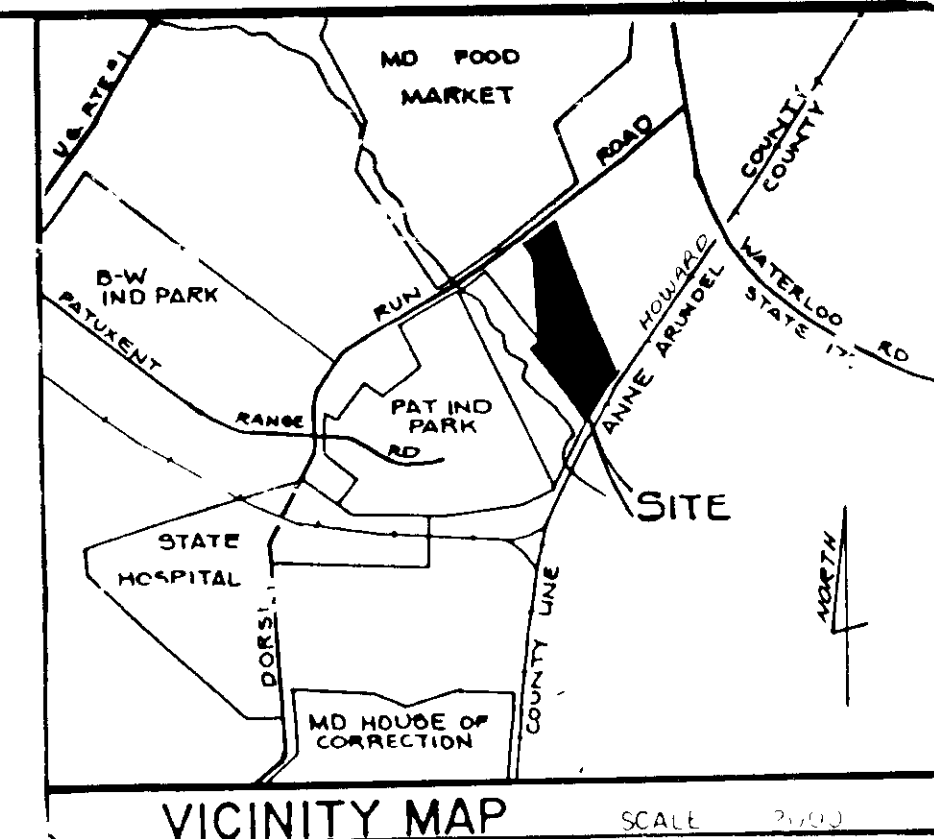 MD FOOD
MARKET
U.S. RTE #1
ROAD
COUNTY
COUNTY
B-W
IND PARK
PATUXENT
RUN
HOWARD
ANNE ARUNDEL
WATERLOO
STATE
RD
PAT IND
PARK
RANGE
RD
SITE
STATE
HOSPITAL
NORTH
COUNTY LINE
MD HOUSE OF
CORRECTION
VICINITY MAP
SCALE